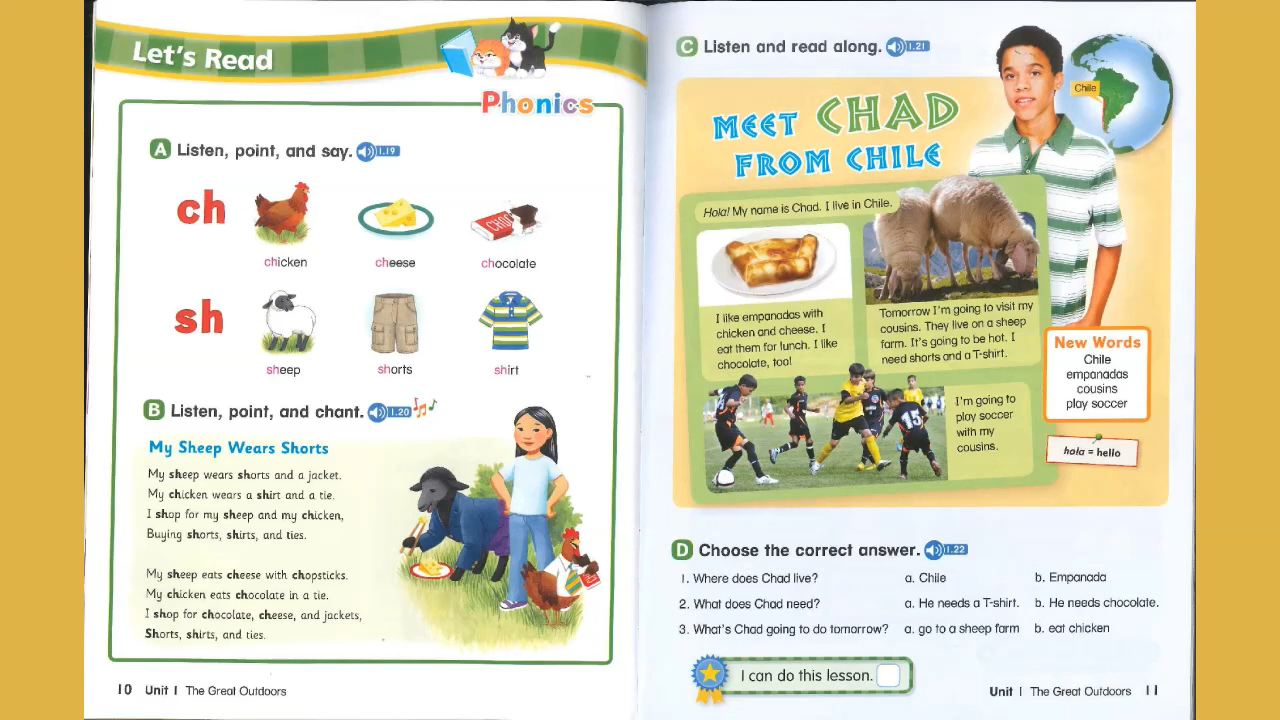 Let's Read
Phonics
A Listen, point, and say. 1.19
ch
chicken
cheese
CHOC
chocolate
sh
sheep
shorts
shirt
B Listen, point, and chant. 1.20
My Sheep Wears Shorts
My sheep wears shorts and a jacket.
My chicken wears a shirt and a tie.
I shop for my sheep and my chicken,
Buying shorts, shirts, and ties.
My sheep eats cheese with chopsticks.
My chicken eats chocolate in a tie.
I shop for chocolate, cheese, and jackets,
Shorts, shirts, and ties.
10 Unit 1 The Great Outdoors
C Listen and read along. 1.21
Chile
MEET CHAD
FROM CHILE
Hola! My name is Chad. I live in Chile.
I like empanadas with
chicken and cheese. I
eat them for lunch. I like
chocolate, too!
Tomorrow I'm going to visit my
cousins. They live on a sheep
farm. It's going to be hot. I
need shorts and a T-shirt.
15
I'm going to
play soccer
with my
cousins.
New Words
Chile
empanadas
cousins
play soccer
hola = hello
D Choose the correct answer. 1.22
1. Where does Chad live? a. Chile b. Empanada
2. What does Chad need? a. He needs a T-shirt. b. He needs chocolate.
3. What's Chad going to do tomorrow? a. go to a sheep farm b. eat chicken
I can do this lesson.
Unit 1 The Great Outdoors 11